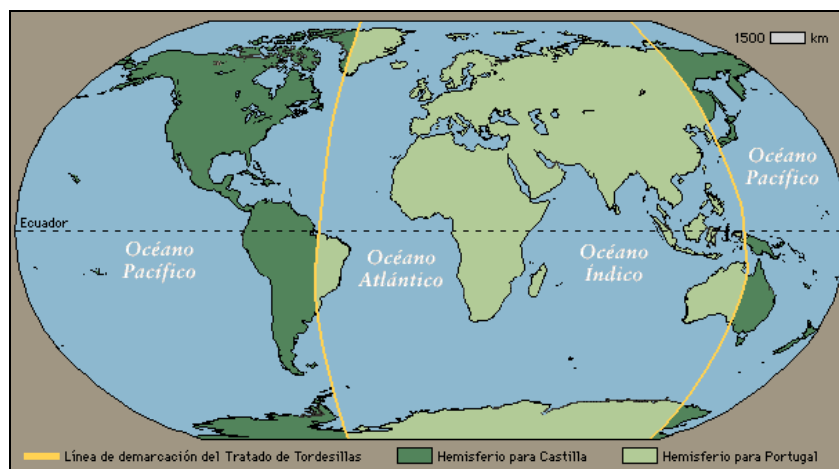 1500 km
Océano
Pacífico
Ecuador
Océano
Pacífico
Océano
Atlántico
Océano
Índico
Línea de demarcación del Tratado de Tordesillas
Hemisferio para Castilla
Hemisferio para Portugal